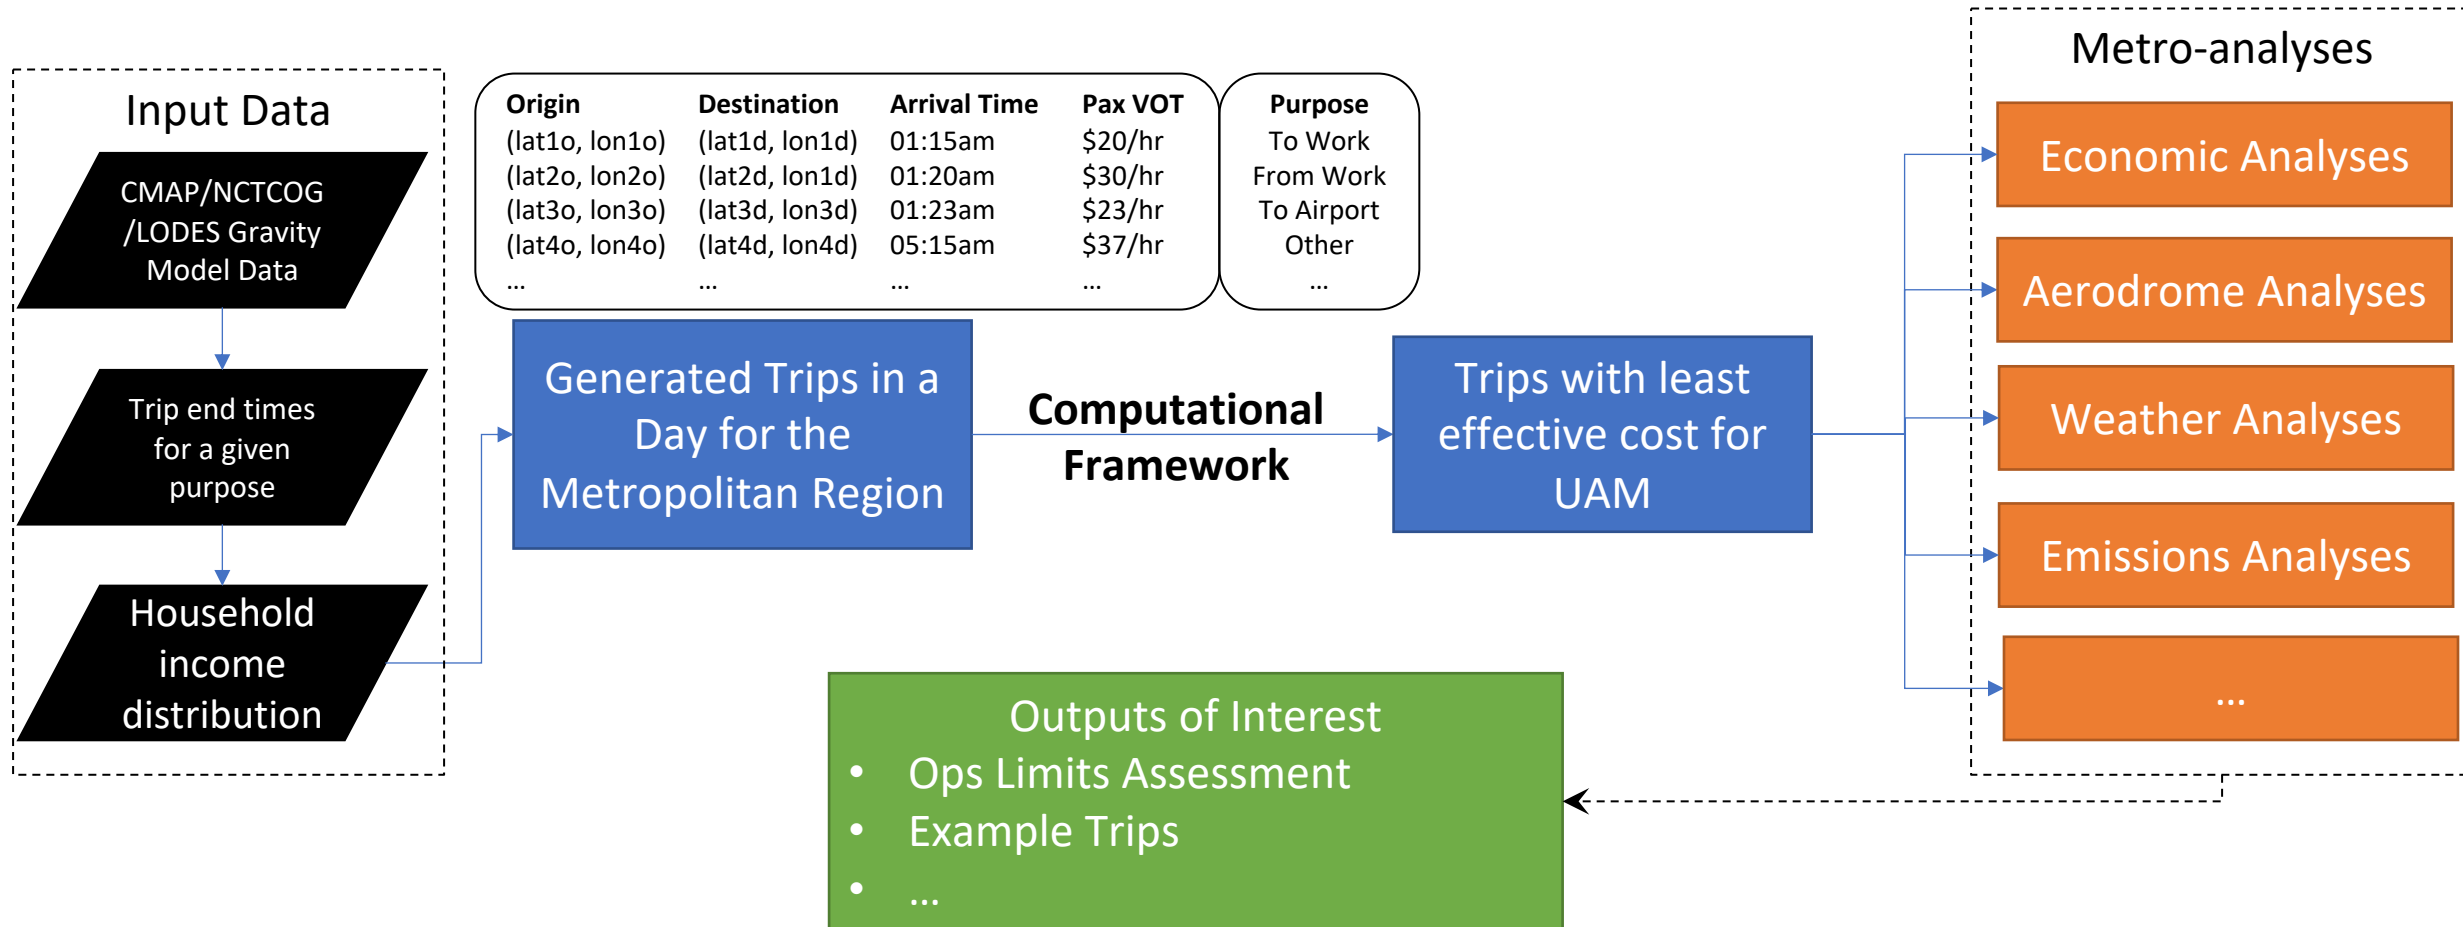 Input Data
CMAP/NCTCOG
/LODES Gravity
Model Data
Trip end times
for a given
purpose
Household
income
distribution
Origin Destination Arrival Time Pax VOT Purpose
(lat1o, lon1o) (lat1d, lon1d) 01:15am $20/hr To Work
(lat2o, lon2o) (lat2d, lon1d) 01:20am $30/hr From Work
(lat3o, lon3o) (lat3d, lon3d) 01:23am $23/hr To Airport
(lat4o, lon4o) (lat4d, lon4d) 05:15am $37/hr Other
... ... ... ... ...
Generated Trips in a
Day for the
Metropolitan Region
Computational
Framework
Trips with least
effective cost for
UAM
Metro-analyses
Economic Analyses
Aerodrome Analyses
Weather Analyses
Emissions Analyses
...
Outputs of Interest
• Ops Limits Assessment
• Example Trips
• ...